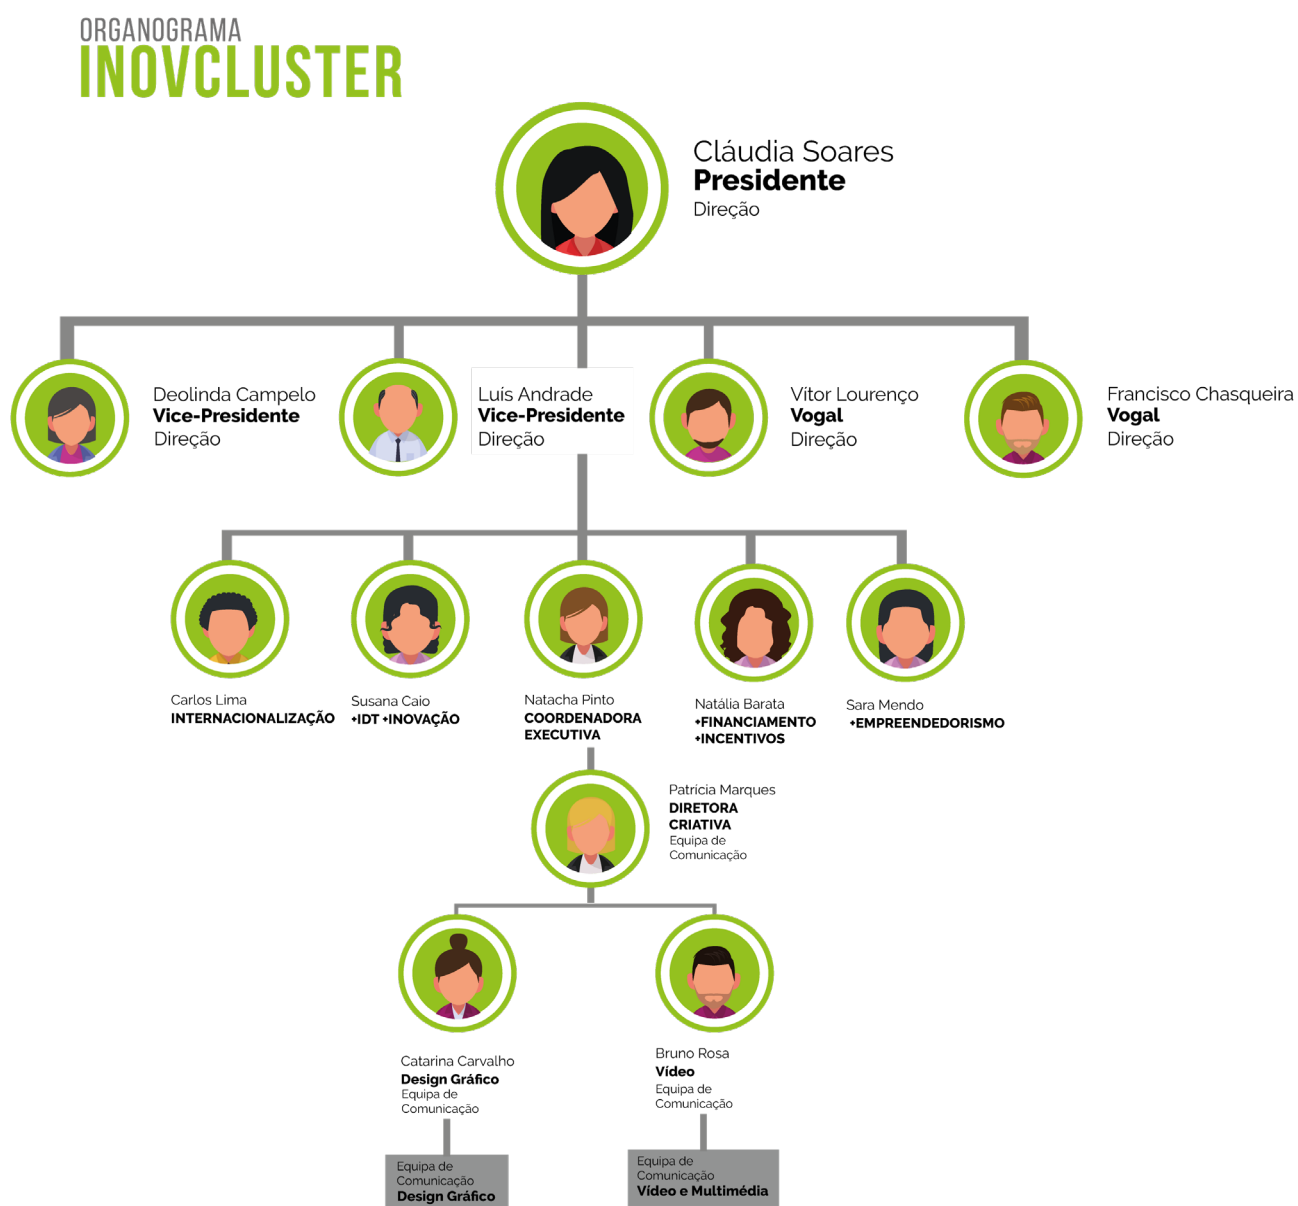 ORGANOGRAMA
INOVCLUSTER
Cláudia Soares
Presidente
Direção
Deolinda Campelo
Vice-Presidente
Direção
Luís Andrade
Vice-Presidente
Direção
Vítor Lourenço
Vogal
Direção
Francisco Chasqueira
Vogal
Direção
Carlos Lima
INTERNACIONALIZAÇÃO
Susana Caio
+IDT +INOVAÇÃO
Natacha Pinto
COORDENADORA
EXECUTIVA
Natália Barata
+FINANCIAMENTO
+INCENTIVOS
Sara Mendo
+EMPREENDEDORISMO
Patrícia Marques
DIRETORA
CRIATIVA
Equipa de
Comunicação
Catarina Carvalho
Design Gráfico
Equipa de
Comunicação
Bruno Rosa
Vídeo
Equipa de
Comunicação
Equipa de
Comunicação
Design Gráfico
Equipa de
Comunicação
Vídeo e Multimédia